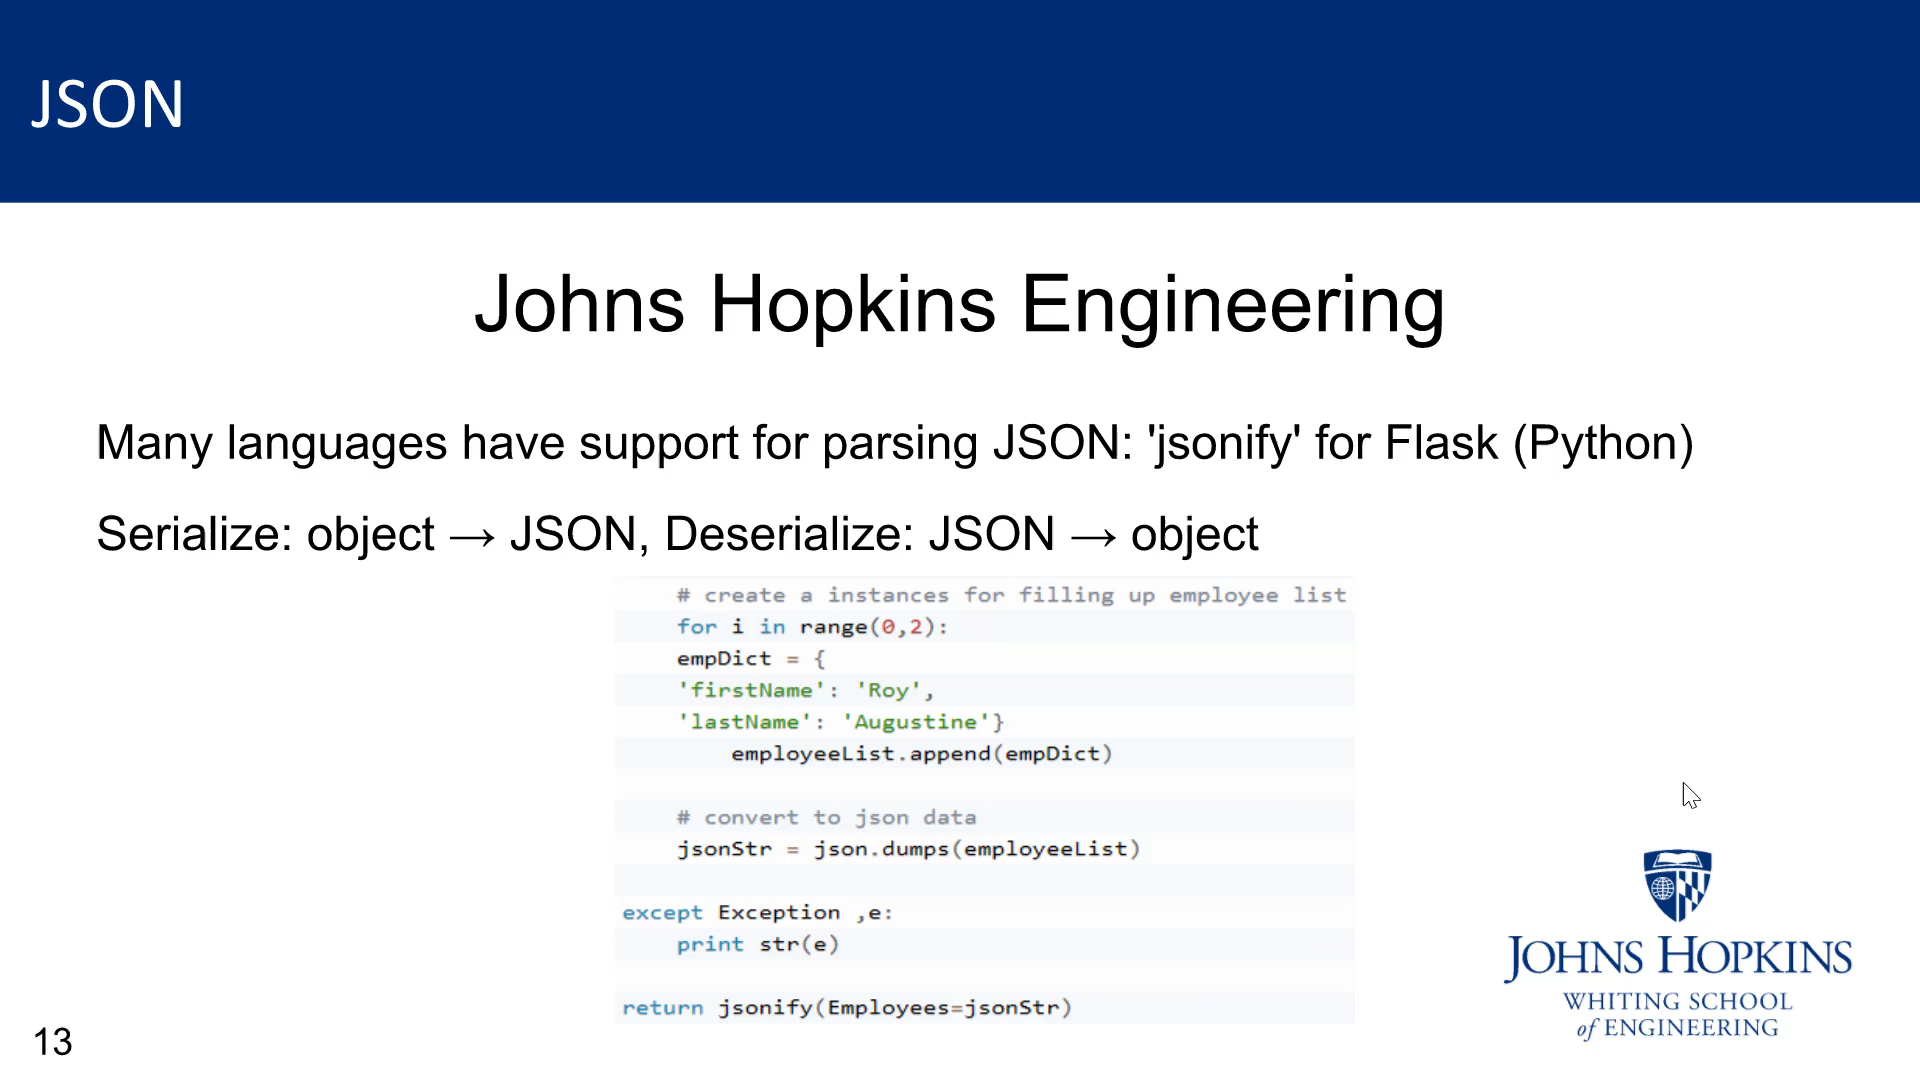 JSON
Johns Hopkins Engineering
Many languages have support for parsing JSON: 'jsonify' for Flask (Python)
Serialize: object → JSON, Deserialize: JSON → object
# create a instances for filling up employee list
for i in range(0,2):
empDict = {
'firstName': 'Roy',
'lastName': 'Augustine'}
employeeList.append(empDict)
# convert to json data
jsonStr = json.dumps(employeeList)
except Exception ,e:
print str(e)
return jsonify(Employees=jsonStr)
JOHNS HOPKINS
WHITING SCHOOL
of ENGINEERING
13